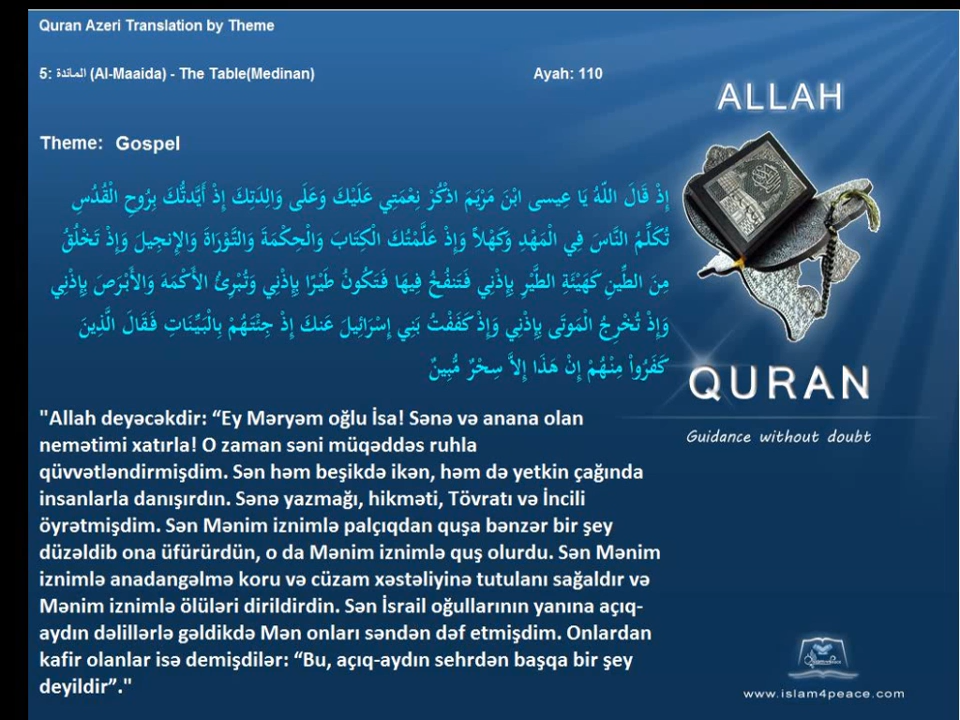 Quran Azeri Translation by Theme
5: المائدة (Al-Maaida) - The Table(Medinan) Ayah: 110
Theme: Gospel
إِذْ قَالَ اللّهُ يَا عِيسى ابْنَ مَرْيَمَ اذْكُرْ نِعْمَتِي عَلَيْكَ وَعَلَى وَالِدَتِكَ إِذْ أَيَّدتُّكَ بِرُوحِ الْقُدُسِ
تُكَلِّمُ النَّاسَ فِي الْمَهْدِ وَكَهْلاً وَإِذْ عَلَّمْتُكَ الْكِتَابَ وَالْحِكْمَةَ وَالتَّوْرَاةَ وَالإِنجِيلَ وَإِذْ تَخْلُقُ
مِنَ الطِّينِ كَهَيْئَةِ الطَّيْرِ بِإِذْنِي فَتَنفُخُ فِيهَا فَتَكُونُ طَيْرًا بِإِذْنِي وَتُبْرِئُ الأَكْمَهَ وَالأَبْرَصَ بِإِذْنِي
وَإِذْ تُخْرِجُ الْمَوتَى بِإِذْنِي وَإِذْ كَفَفْتُ بَنِي إِسْرَائِيلَ عَنكَ إِذْ جِئْتَهُمْ بِالْبَيِّنَاتِ فَقَالَ الَّذِينَ
كَفَرُواْ مِنْهُمْ إِنْ هَذَا إِلاَّ سِحْرٌ مُّبِينٌ
"Allah deyəcəkdir: “Ey Məryəm oğlu İsa! Sənə və anana olan
nemətimi xatırla! O zaman səni müqəddəs ruhla
qüvvətləndirmişdim. Sən həm beşikdə ikən, həm də yetkin çağında
insanlarla danışırdın. Sənə yazmağı, hikməti, Tövratı və İncili
öyrətmişdim. Sən Mənim iznimlə palçıqdan quşa bənzər bir şey
düzəldib ona üfürürdün, o da Mənim iznimlə quş olurdu. Sən Mənim
iznimlə anadangəlmə koru və cüzam xəstəliyinə tutulanı sağaldır və
Mənim iznimlə ölüləri dirildirdin. Sən İsrail oğullarının yanına açıq-
aydın dəlillərlə gəldikdə Mən onları səndən dəf etmişdim. Onlardan
kafir olanlar isə demişdilər: “Bu, açıq-aydın sehrdən başqa bir şey
deyildir”."
ALLAH
QURAN
Guidance without doubt
www.islam4peace.com